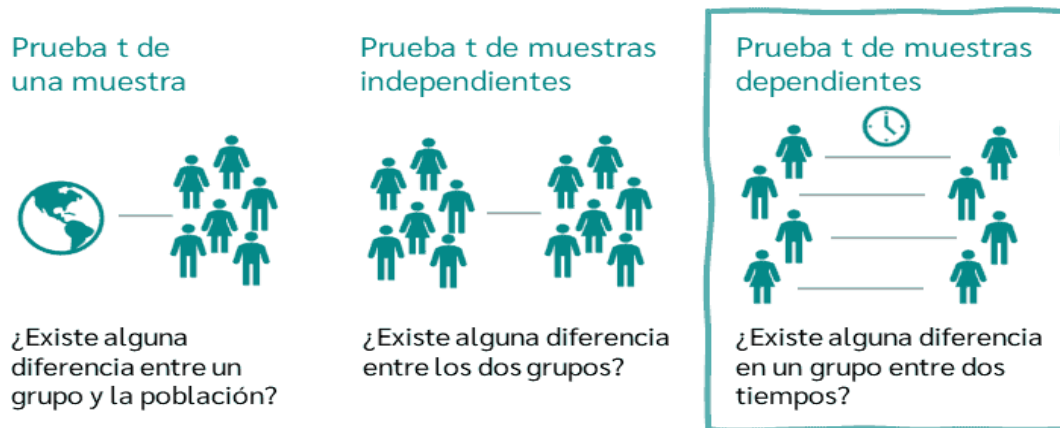 Prueba t de
una muestra
¿Existe alguna
diferencia entre un
grupo y la población?
Prueba t de muestras
independientes
¿Existe alguna diferencia
entre los dos grupos?
Prueba t de muestras
dependientes
¿Existe alguna diferencia
en un grupo entre dos
tiempos?